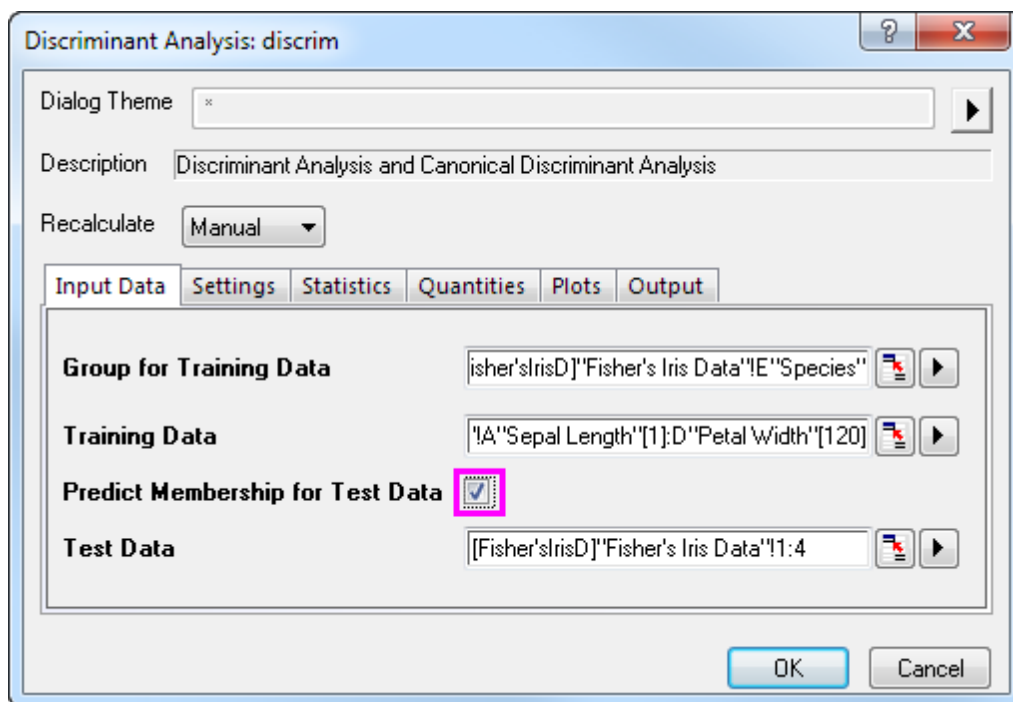 Discriminant Analysis: discrim
Dialog Theme *
Description Discriminant Analysis and Canonical Discriminant Analysis
Recalculate Manual
Input Data Settings Statistics Quantities Plots Output
Group for Training Data isher'sIrisD]"Fisher's Iris Data"!E"Species"
Training Data "!A"Sepal Length"[1]:D"Petal Width"[120]
Predict Membership for Test Data
Test Data [Fisher'sIrisD]"Fisher's Iris Data"!1:4
OK Cancel